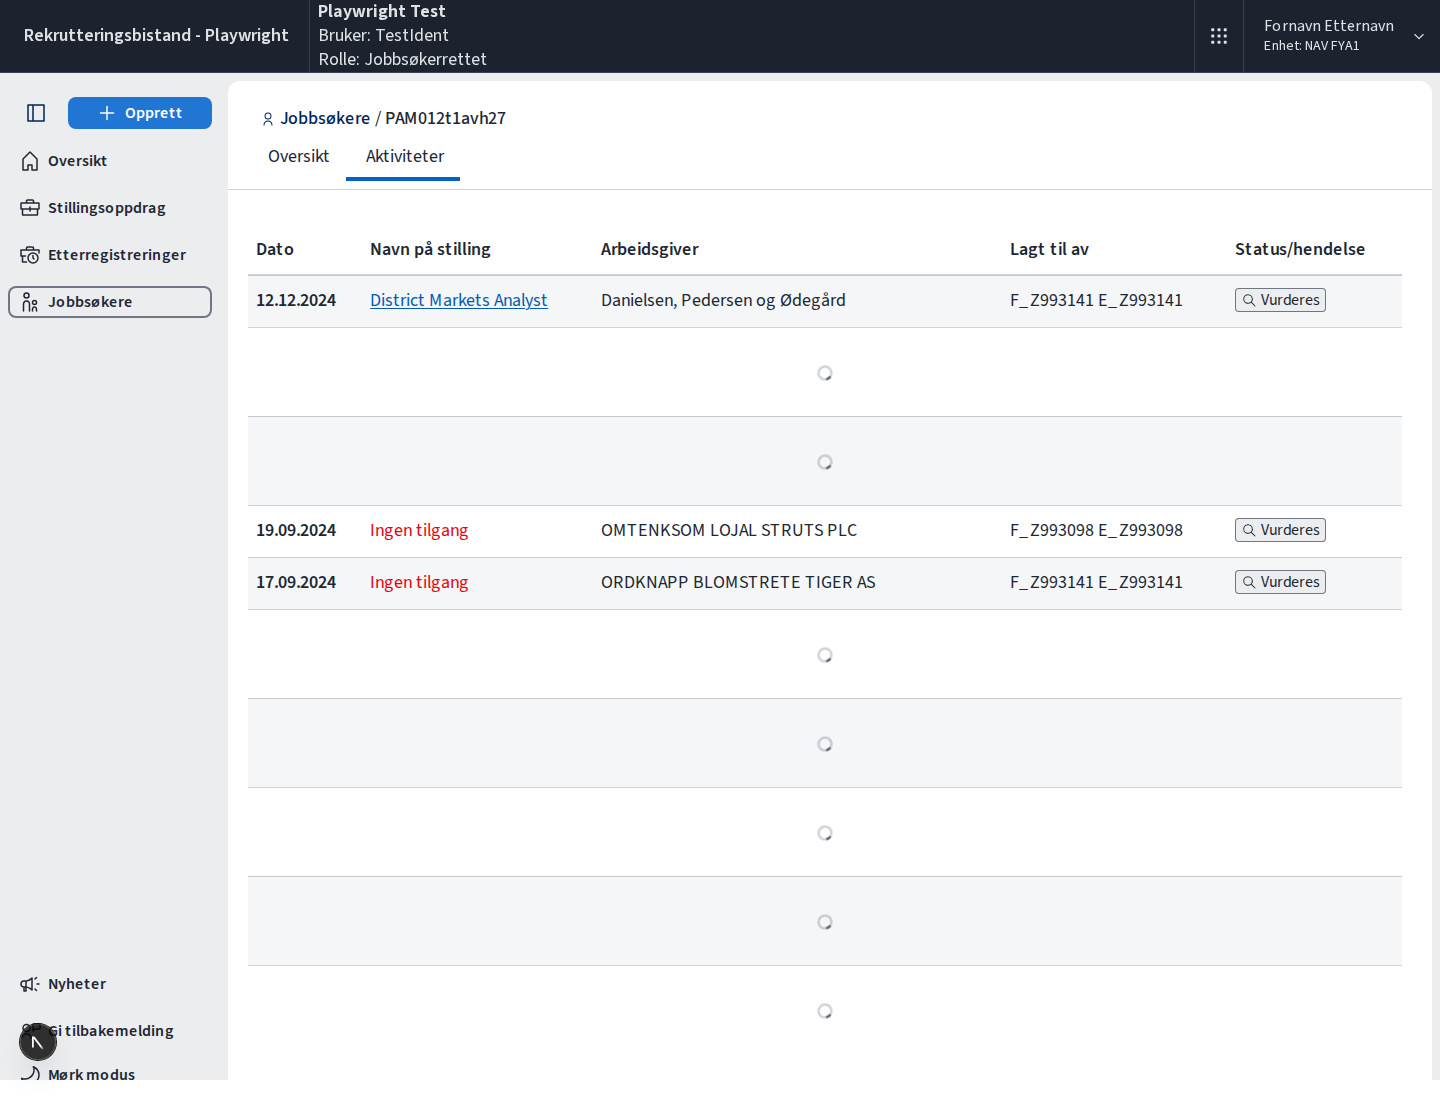 Rekrutteringsbistand - Playwright
Playwright Test
Bruker: TestIdent
Rolle: Jobbsøkerrettet
Fornavn Etternavn
Enhet: NAV FYA1
Opprett
Oversikt
Stillingsoppdrag
Etterregistreringer
Jobbsøkere
Nyheter
Gi tilbakemelding
Mørk modus
Jobbsøkere / PAM012t1avh27
Oversikt Aktiviteter
Dato Navn på stilling Arbeidsgiver Lagt til av Status/hendelse
12.12.2024 District Markets Analyst Danielsen, Pedersen og Ødegård F_Z993141 E_Z993141 Vurderes
19.09.2024 Ingen tilgang OMTENKSOM LOJAL STRUTS PLC F_Z993098 E_Z993098 Vurderes
17.09.2024 Ingen tilgang ORDKNAPP BLOMSTRETE TIGER AS F_Z993141 E_Z993141 Vurderes